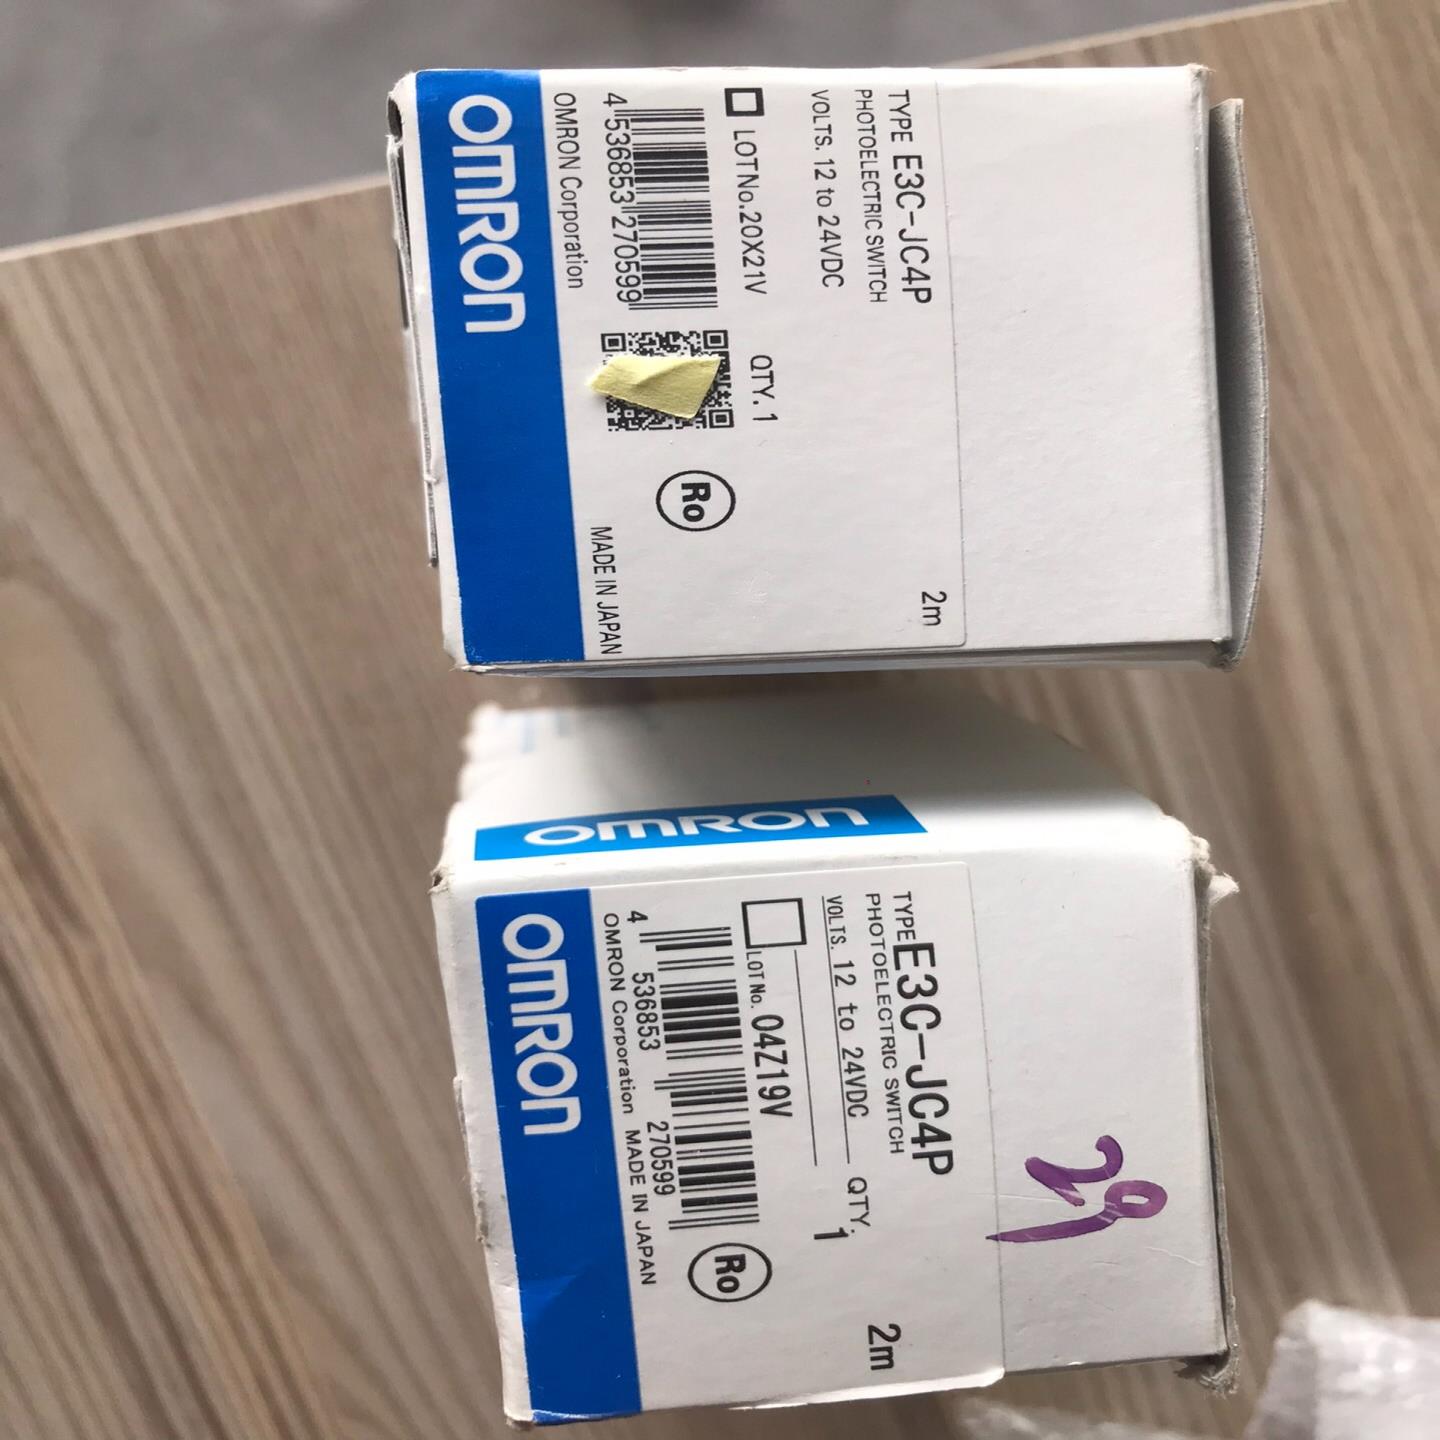 TYPE E3C-JC4P
PHOTOELECTRIC SWITCH
2m
VOLTS. 12 to 24VDC
LOT No.20X21V QTY. 1
4 536853 270599
Ro
OMRON Corporation MADE IN JAPAN
OMRON
OMRON
TYPE E3C-JC4P
PHOTOELECTRIC SWITCH
2m
VOLTS. 12 to 24VDC QTY. 1
LOT No. 04Z19V
4 536853 270599
Ro
OMRON Corporation MADE IN JAPAN
OMRON
29